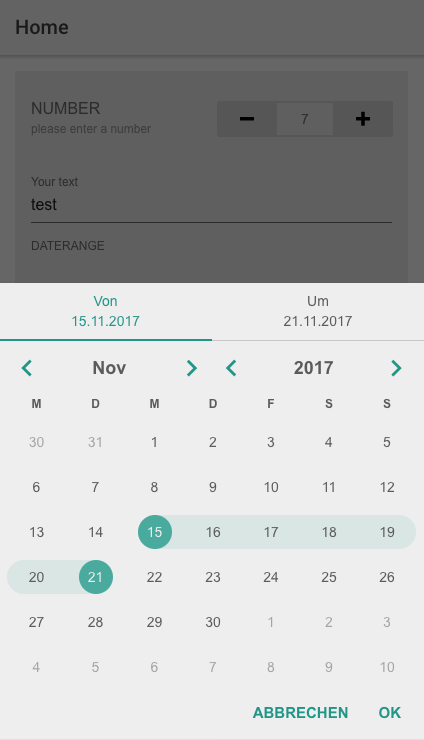 Home
NUMBER
please enter a number
7
Your text
test
DATERANGE
Von
15.11.2017
Um
21.11.2017
Nov 2017
M D M D F S S
30 31 1 2 3 4 5
6 7 8 9 10 11 12
13 14 15 16 17 18 19
20 21 22 23 24 25 26
27 28 29 30 1 2 3
4 5 6 7 8 9 10
ABBRECHEN OK